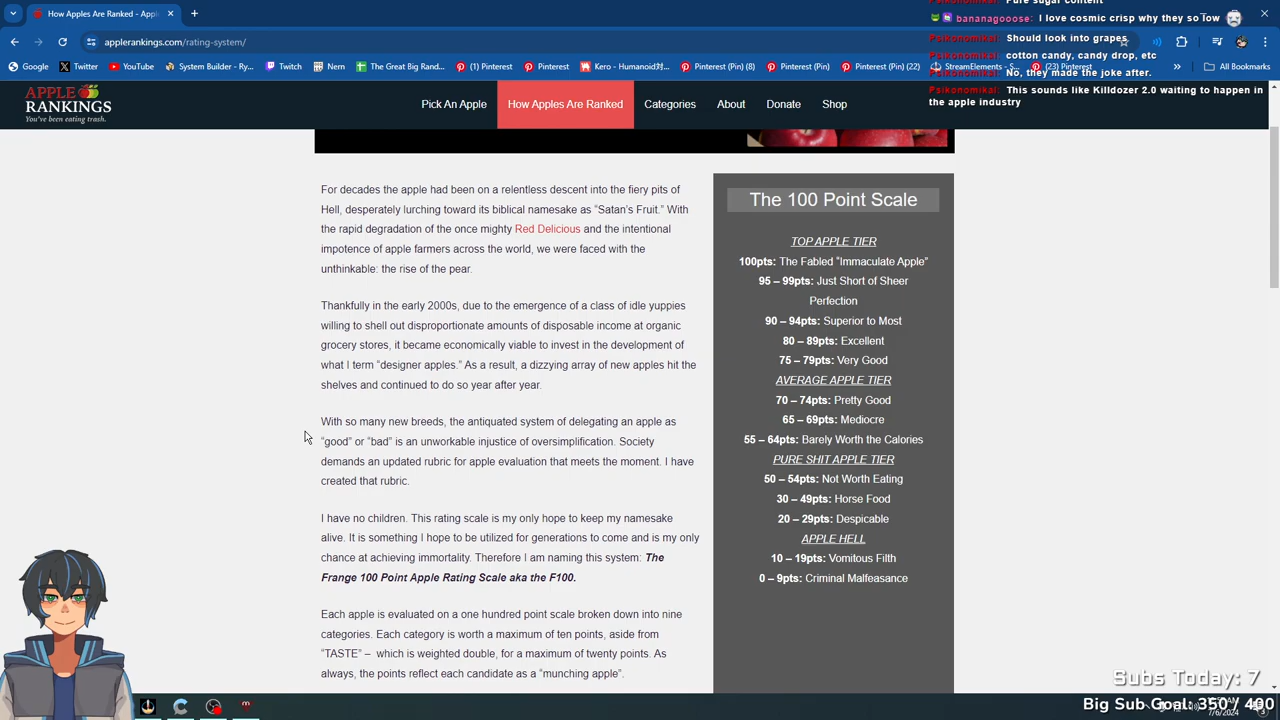 How Apples Are Ranked - Apple
Pure sugar content
bananagooose: I love cosmic crisp why they so low
applerankings.com/rating-system/
Psikonomikal: Should look into grapes.
Psikonomikal: cotton candy, candy drop, etc
Google
Twitter
YouTube
System Builder - Ry...
Twitch
Nern
The Great Big Rand...
(1) Pinterest
Pinterest
Kero - Humanoid모...
Pinterest (Pin) (8)
Pinterest (Pin)
Pinterest (Pin) (22)
StreamElements - S...
(3) Pinterest
All Bookmarks
Psikonomikal: No, they made the joke after.
Psikonomikal: This sounds like Killdozer 2.0 waiting to happen in
the apple industry
APPLE
RANKINGS
You've been eating trash.
Pick An Apple
How Apples Are Ranked
Categories
About
Donate
Shop
For decades the apple had been on a relentless descent into the fiery pits of
Hell, desperately lurching toward its biblical namesake as “Satan’s Fruit.” With
the rapid degradation of the once mighty Red Delicious and the intentional
impotence of apple farmers across the world, we were faced with the
unthinkable: the rise of the pear.
Thankfully in the early 2000s, due to the emergence of a class of idle yuppies
willing to shell out disproportionate amounts of disposable income at organic
grocery stores, it became economically viable to invest in the development of
what I term “designer apples.” As a result, a dizzying array of new apples hit the
shelves and continued to do so year after year.
With so many new breeds, the antiquated system of delegating an apple as
“good” or “bad” is an unworkable injustice of oversimplification. Society
demands an updated rubric for apple evaluation that meets the moment. I have
created that rubric.
I have no children. This rating scale is my only hope to keep my namesake
alive. It is something I hope to be utilized for generations to come and is my only
chance at achieving immortality. Therefore I am naming this system: The
Frange 100 Point Apple Rating Scale aka the F100.
Each apple is evaluated on a one hundred point scale broken down into nine
categories. Each category is worth a maximum of ten points, aside from
“TASTE” – which is weighted double, for a maximum of twenty points. As
always, the points reflect each candidate as a “munching apple”.
The 100 Point Scale
TOP APPLE TIER
100pts: The Fabled “Immaculate Apple”
95 – 99pts: Just Short of Sheer
Perfection
90 – 94pts: Superior to Most
80 – 89pts: Excellent
75 – 79pts: Very Good
AVERAGE APPLE TIER
70 – 74pts: Pretty Good
65 – 69pts: Mediocre
55 – 64pts: Barely Worth the Calories
PURE SHIT APPLE TIER
50 – 54pts: Not Worth Eating
30 – 49pts: Horse Food
20 – 29pts: Despicable
APPLE HELL
10 – 19pts: Vomitous Filth
0 – 9pts: Criminal Malfeasance
Subs Today: 7
Big Sub Goal: 350 / 400
7/6/2024